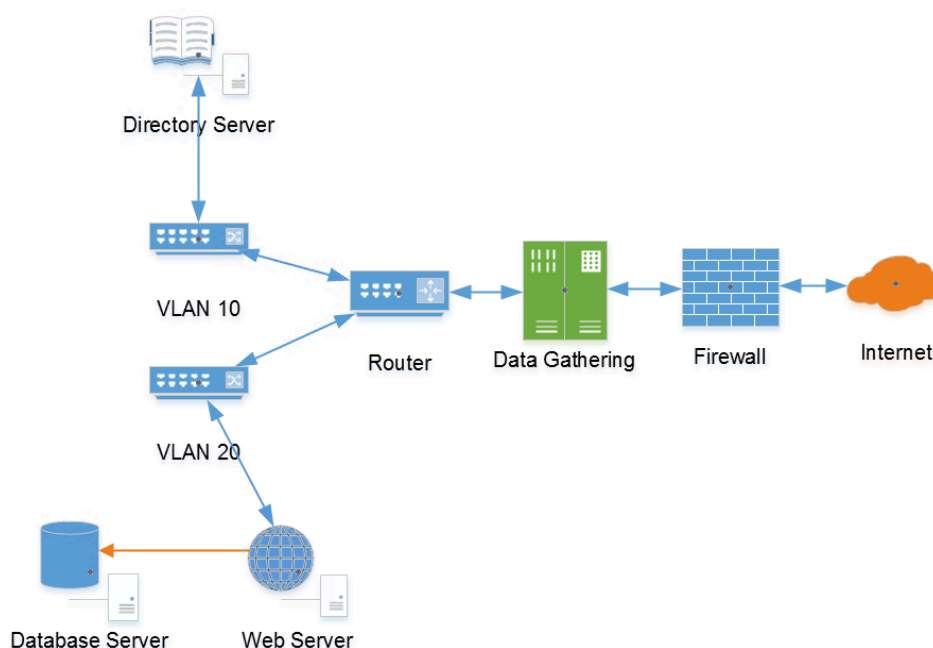 Directory Server
VLAN 10
Router
Data Gathering
Firewall
Internet
VLAN 20
Database Server
Web Server